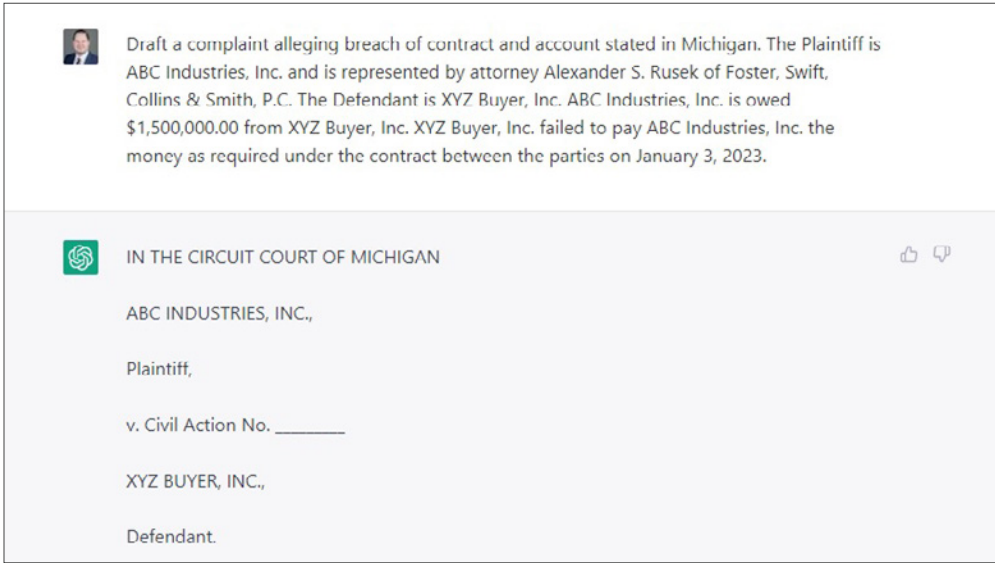 Draft a complaint alleging breach of contract and account stated in Michigan. The Plaintiff is
ABC Industries, Inc. and is represented by attorney Alexander S. Rusek of Foster, Swift,
Collins & Smith, P.C. The Defendant is XYZ Buyer, Inc. ABC Industries, Inc. is owed
$1,500,000.00 from XYZ Buyer, Inc. XYZ Buyer, Inc. failed to pay ABC Industries, Inc. the
money as required under the contract between the parties on January 3, 2023.
IN THE CIRCUIT COURT OF MICHIGAN
ABC INDUSTRIES, INC.,
Plaintiff,
v. Civil Action No. _________
XYZ BUYER, INC.,
Defendant.